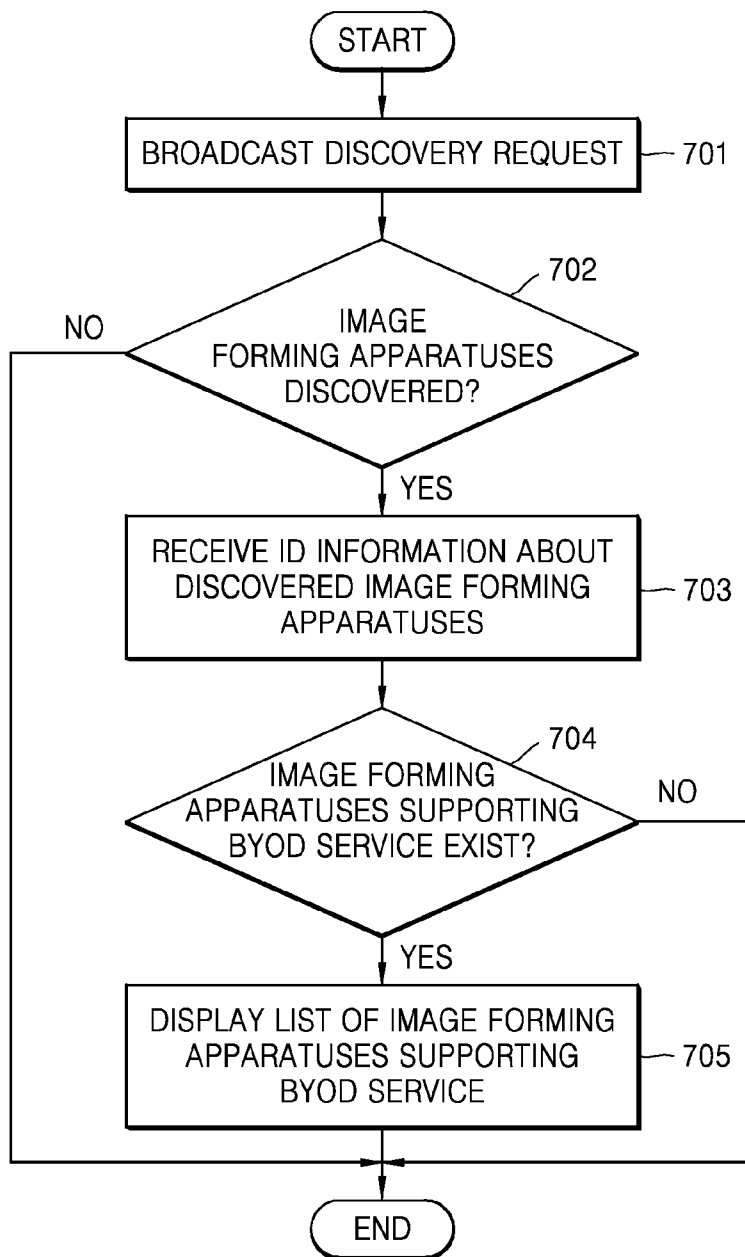 START
BROADCAST DISCOVERY REQUEST
701
702
NO
IMAGE
FORMING APPARATUSES
DISCOVERED?
YES
RECEIVE ID INFORMATION ABOUT
DISCOVERED IMAGE FORMING
APPARATUSES
703
704
IMAGE FORMING
APPARATUSES SUPPORTING
BYOD SERVICE EXIST?
NO
YES
DISPLAY LIST OF IMAGE FORMING
APPARATUSES SUPPORTING
BYOD SERVICE
705
END